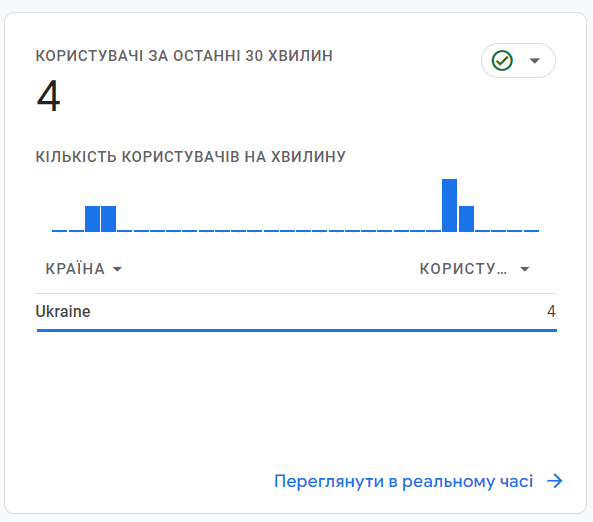 КОРИСТУВАЧІ ЗА ОСТАННІ 30 ХВИЛИН
4
КІЛЬКІСТЬ КОРИСТУВАЧІВ НА ХВИЛИНУ
КРАЇНА КОРИСТУ…
Ukraine 4
Переглянути в реальному часі